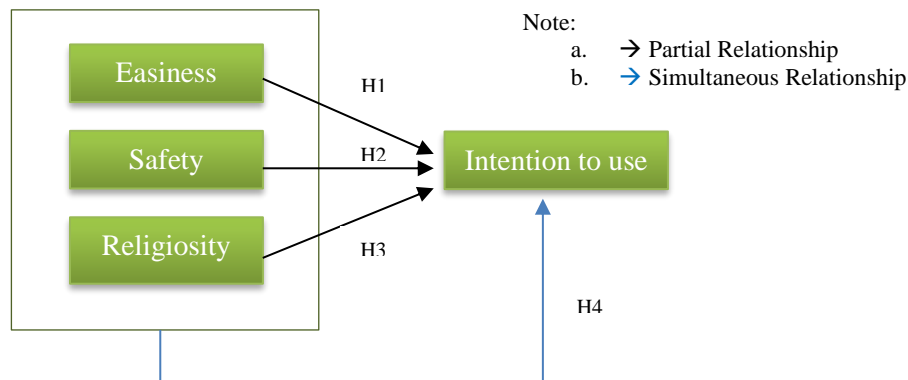 Note:
a. → Partial Relationship
b. → Simultaneous Relationship
Easiness
H1
Safety
H2
Intention to use
Religiosity
H3
H4